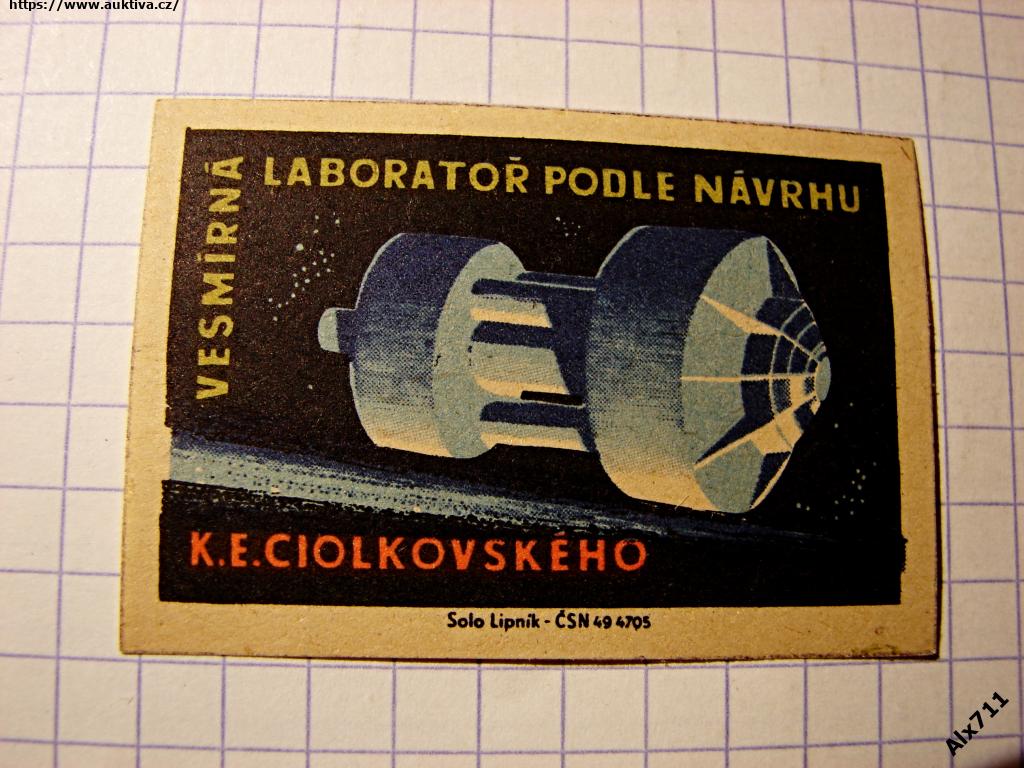 https://www.auktiva.cz/
VESMÍRNÁ
LABORATOŘ PODLE NÁVRHU
K.E.CIOLKOVSKÉHO
Solo Lipník - ČSN 49 4705
Alx711